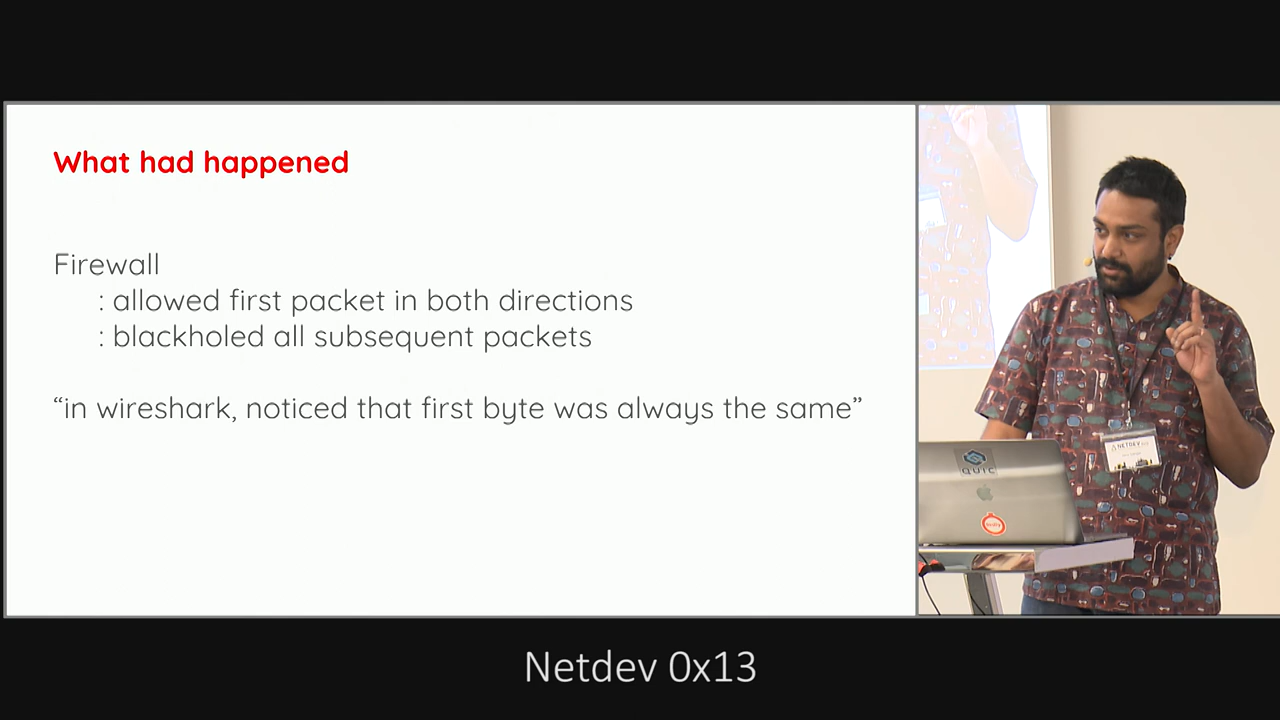 What had happened
Firewall
: allowed first packet in both directions
: blackholed all subsequent packets
“in wireshark, noticed that first byte was always the same”
NETDEV
QUIC
Netdev 0x13